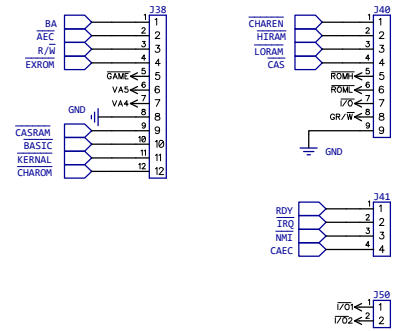 J38
BA 1 1
AEC 2 2
R/W 3 3
EXROM 4 4
GAME 5 5
VA5 6 6
VA4 7 7
GND 8 8
CASRAM 9 9
BASIC 10 10
KERNAL 11 11
CHAROM 12 12
J40
CHAREN 1 1
HIRAM 2 2
LORAM 3 3
CAS 4 4
ROMH 5 5
ROML 6 6
I/O 7 7
GR/W 8 8
9 9
GND
J41
RDY 1 1
IRQ 2 2
NMI 3 3
CAEC 4 4
J50
I/O1 1 1
I/O2 2 2